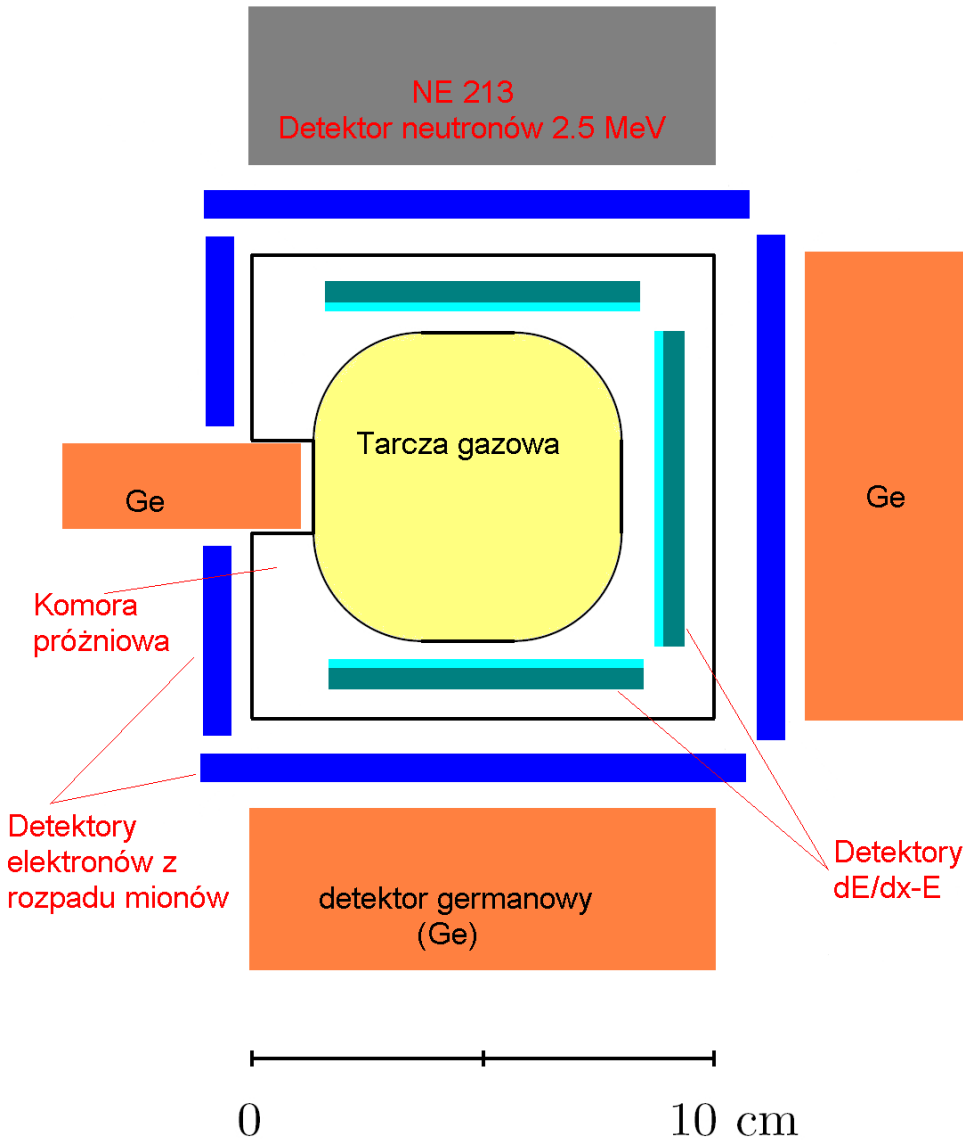 NE 213
Detektor neutronów 2.5 MeV
Tarcza gazowa
Ge
Ge
Komora
próżniowa
Detektory
elektronów z
rozpadu mionów
Detektory
dE/dx-E
detektor germanowy
(Ge)
0
10 cm